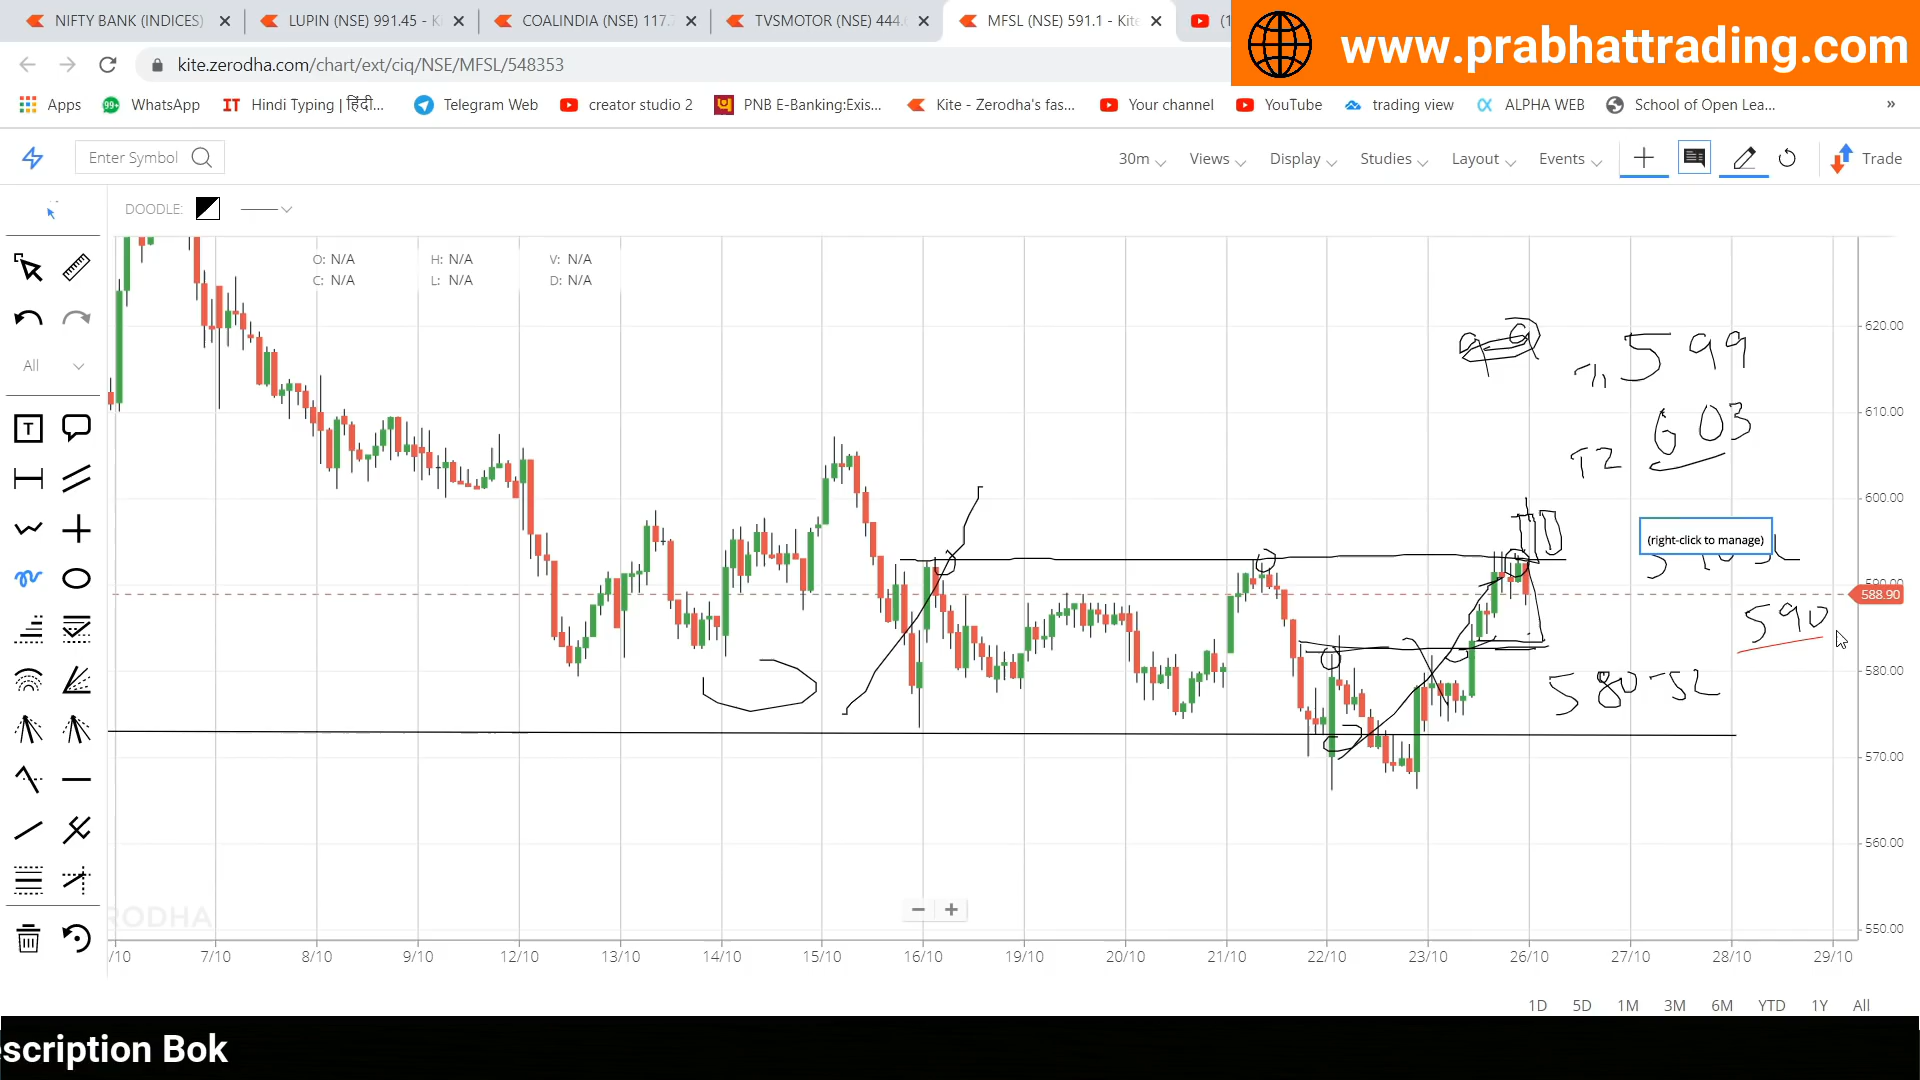 NIFTY BANK (INDICES)
LUPIN (NSE) 991.45 - K
COALINDIA (NSE) 117.
TVSMOTOR (NSE) 444.
MFSL (NSE) 591.1 - Kite
www.prabhattrading.com
kite.zerodha.com/chart/ext/ciq/NSE/MFSL/548353
Apps
99+
WhatsApp
IT
Hindi Typing | हिंदी...
Telegram Web
creator studio 2
PNB E-Banking:Exis...
Kite - Zerodha's fas...
Your channel
YouTube
trading view
ALPHA WEB
School of Open Lea...
»
Enter Symbol
30m
Views
Display
Studies
Layout
Events
Trade
DOODLE:
O: N/A H: N/A V: N/A
C: N/A L: N/A D: N/A
All
T
620.00
610.00
600.00
588.90
580.00
570.00
560.00
550.00
599
T2 603
(right-click to manage)
590
580-52
RODHA
/10 7/10 8/10 9/10 12/10 13/10 14/10 15/10 16/10 19/10 20/10 21/10 22/10 23/10 26/10 27/10 28/10 29/10
1D 5D 1M 3M 6M YTD 1Y All
scription Bok